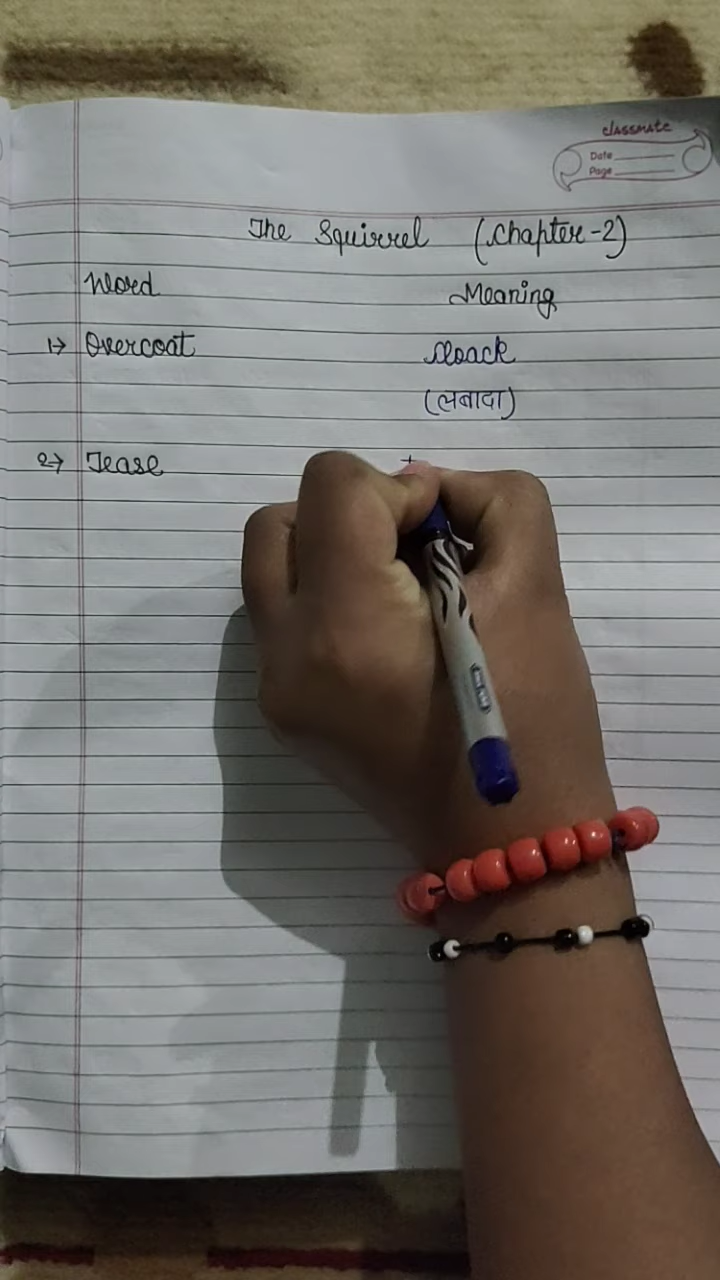 classmate
Date
Page
The Squirrel (Chapter-2)
Word Meaning
1→ Overcoat Cloack
(लबादा)
2→ Tease